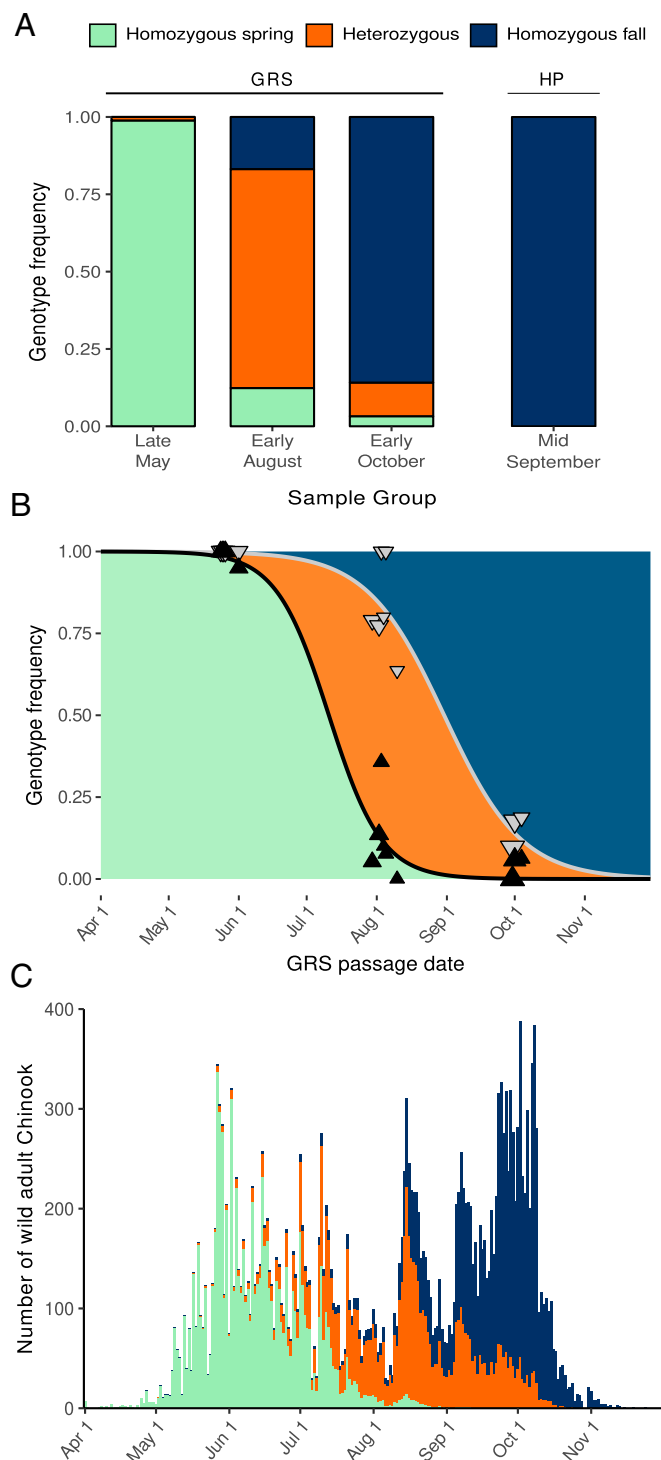 A
Homozygous spring Heterozygous Homozygous fall
GRS HP
1.00
0.75
0.50
0.25
0.00
Genotype frequency
Late May
Early August
Early October
Mid September
Sample Group
B
1.00
0.75
0.50
0.25
0.00
Genotype frequency
Apr 1 May 1 Jun 1 Jul 1 Aug 1 Sep 1 Oct 1 Nov 1
GRS passage date
C
400
300
200
100
0
Number of wild adult Chinook
Apr 1 May 1 Jun 1 Jul 1 Aug 1 Sep 1 Oct 1 Nov 1